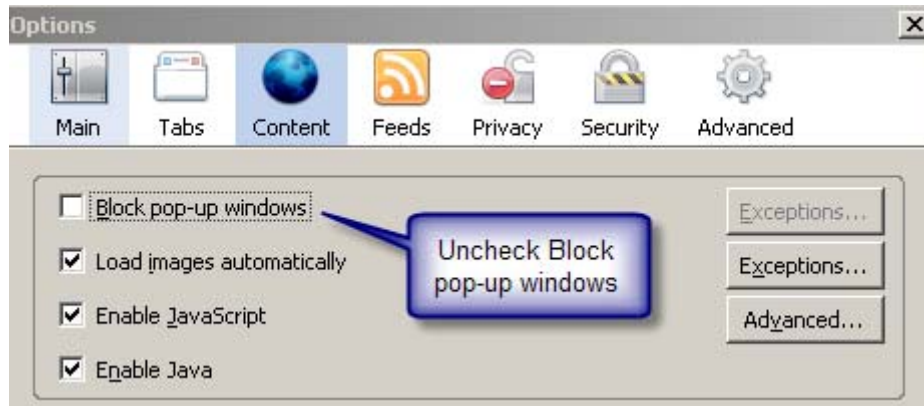 Options
Main Tabs Content Feeds Privacy Security Advanced
Block pop-up windows Exceptions...
Uncheck Block
pop-up windows
Load images automatically Exceptions...
Enable JavaScript Advanced...
Enable Java